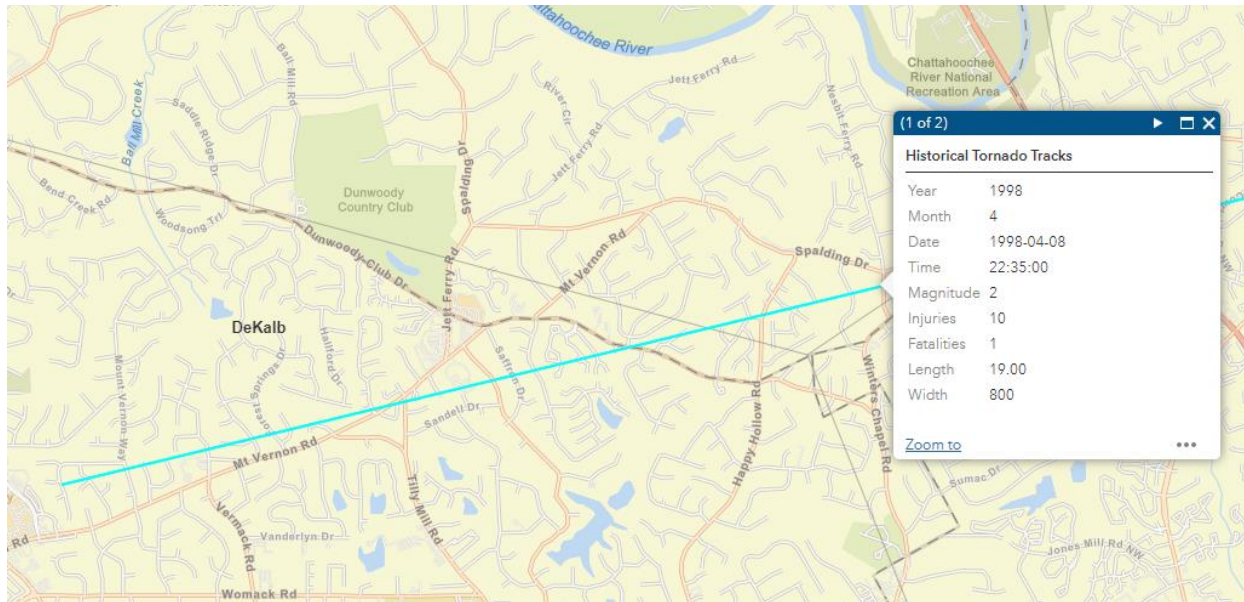 Chattahoochee River
Chattahoochee
River National
Recreation Area
Ball Mill Rd
Jett Ferry Rd
River Cir
Nesbit Ferry Rd
Ball Mill Creek
Saddle Ridge Dr
Jett Ferry Rd
Spalding Dr
Dunwoody
Country Club
Bend Creek Rd
Woodsong Trl
Dunwoody Club Dr
Mt Vernon Rd
Spalding Dr
Jett Ferry Rd
DeKalb
Hallford Dr
Saffron Dr
Mount Vernon Way
Forest Springs Dr
Sandell Dr
Winters Chapel Rd
Happy Hollow Rd
Mt Vernon Rd
Tilly Mill Rd
Vermack Rd
Vanderlyn Dr
Rd
Womack Rd
Sumac Dr
Jones Mill Rd NW
(1 of 2)
Historical Tornado Tracks
Year 1998
Month 4
Date 1998-04-08
Time 22:35:00
Magnitude 2
Injuries 10
Fatalities 1
Length 19.00
Width 800
Zoom to